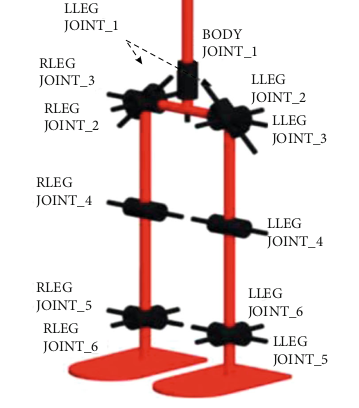 LLEG
JOINT_1
BODY
JOINT_1
RLEG
JOINT_3
LLEG
JOINT_2
RLEG
JOINT_2
LLEG
JOINT_3
RLEG
JOINT_4
LLEG
JOINT_4
RLEG
JOINT_5
LLEG
JOINT_6
RLEG
JOINT_6
LLEG
JOINT_5